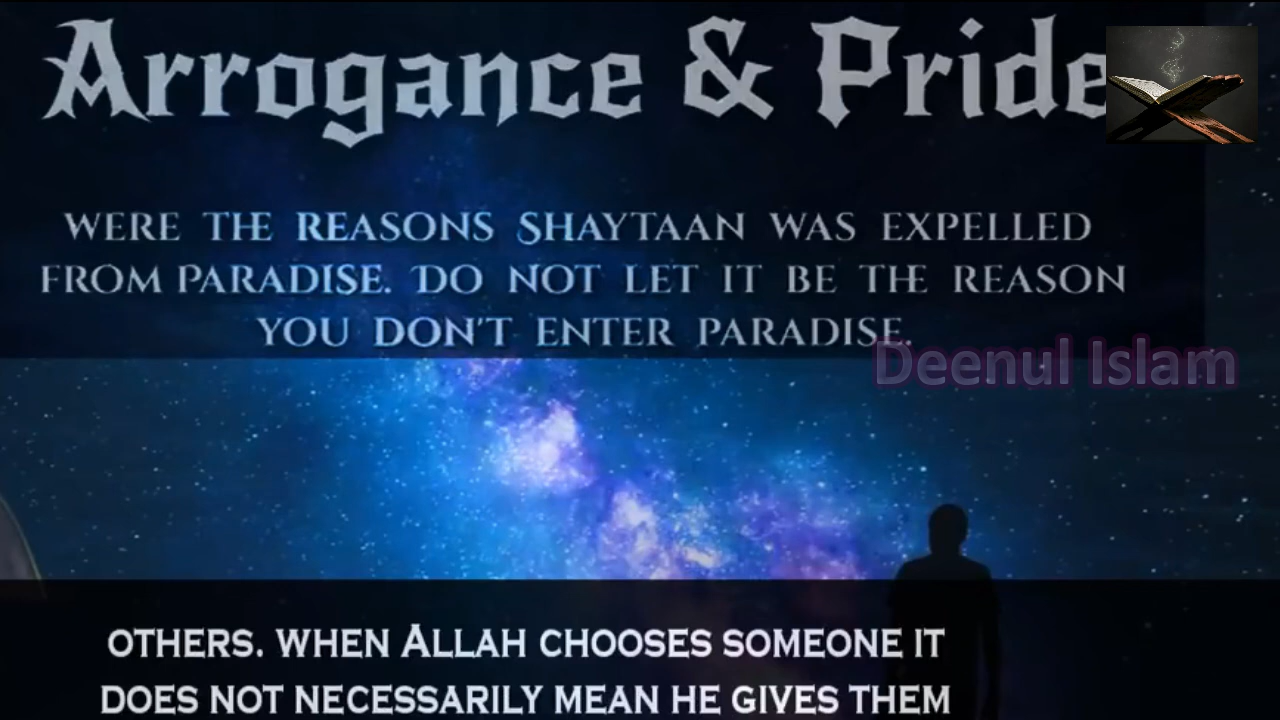 Arrogance & Pride
WERE THE REASONS SHAYTAAN WAS EXPELLED
FROM PARADISE. DO NOT LET IT BE THE REASON
YOU DON'T ENTER PARADISE.
Deenul Islam
OTHERS. WHEN ALLAH CHOOSES SOMEONE IT
DOES NOT NECESSARILY MEAN HE GIVES THEM